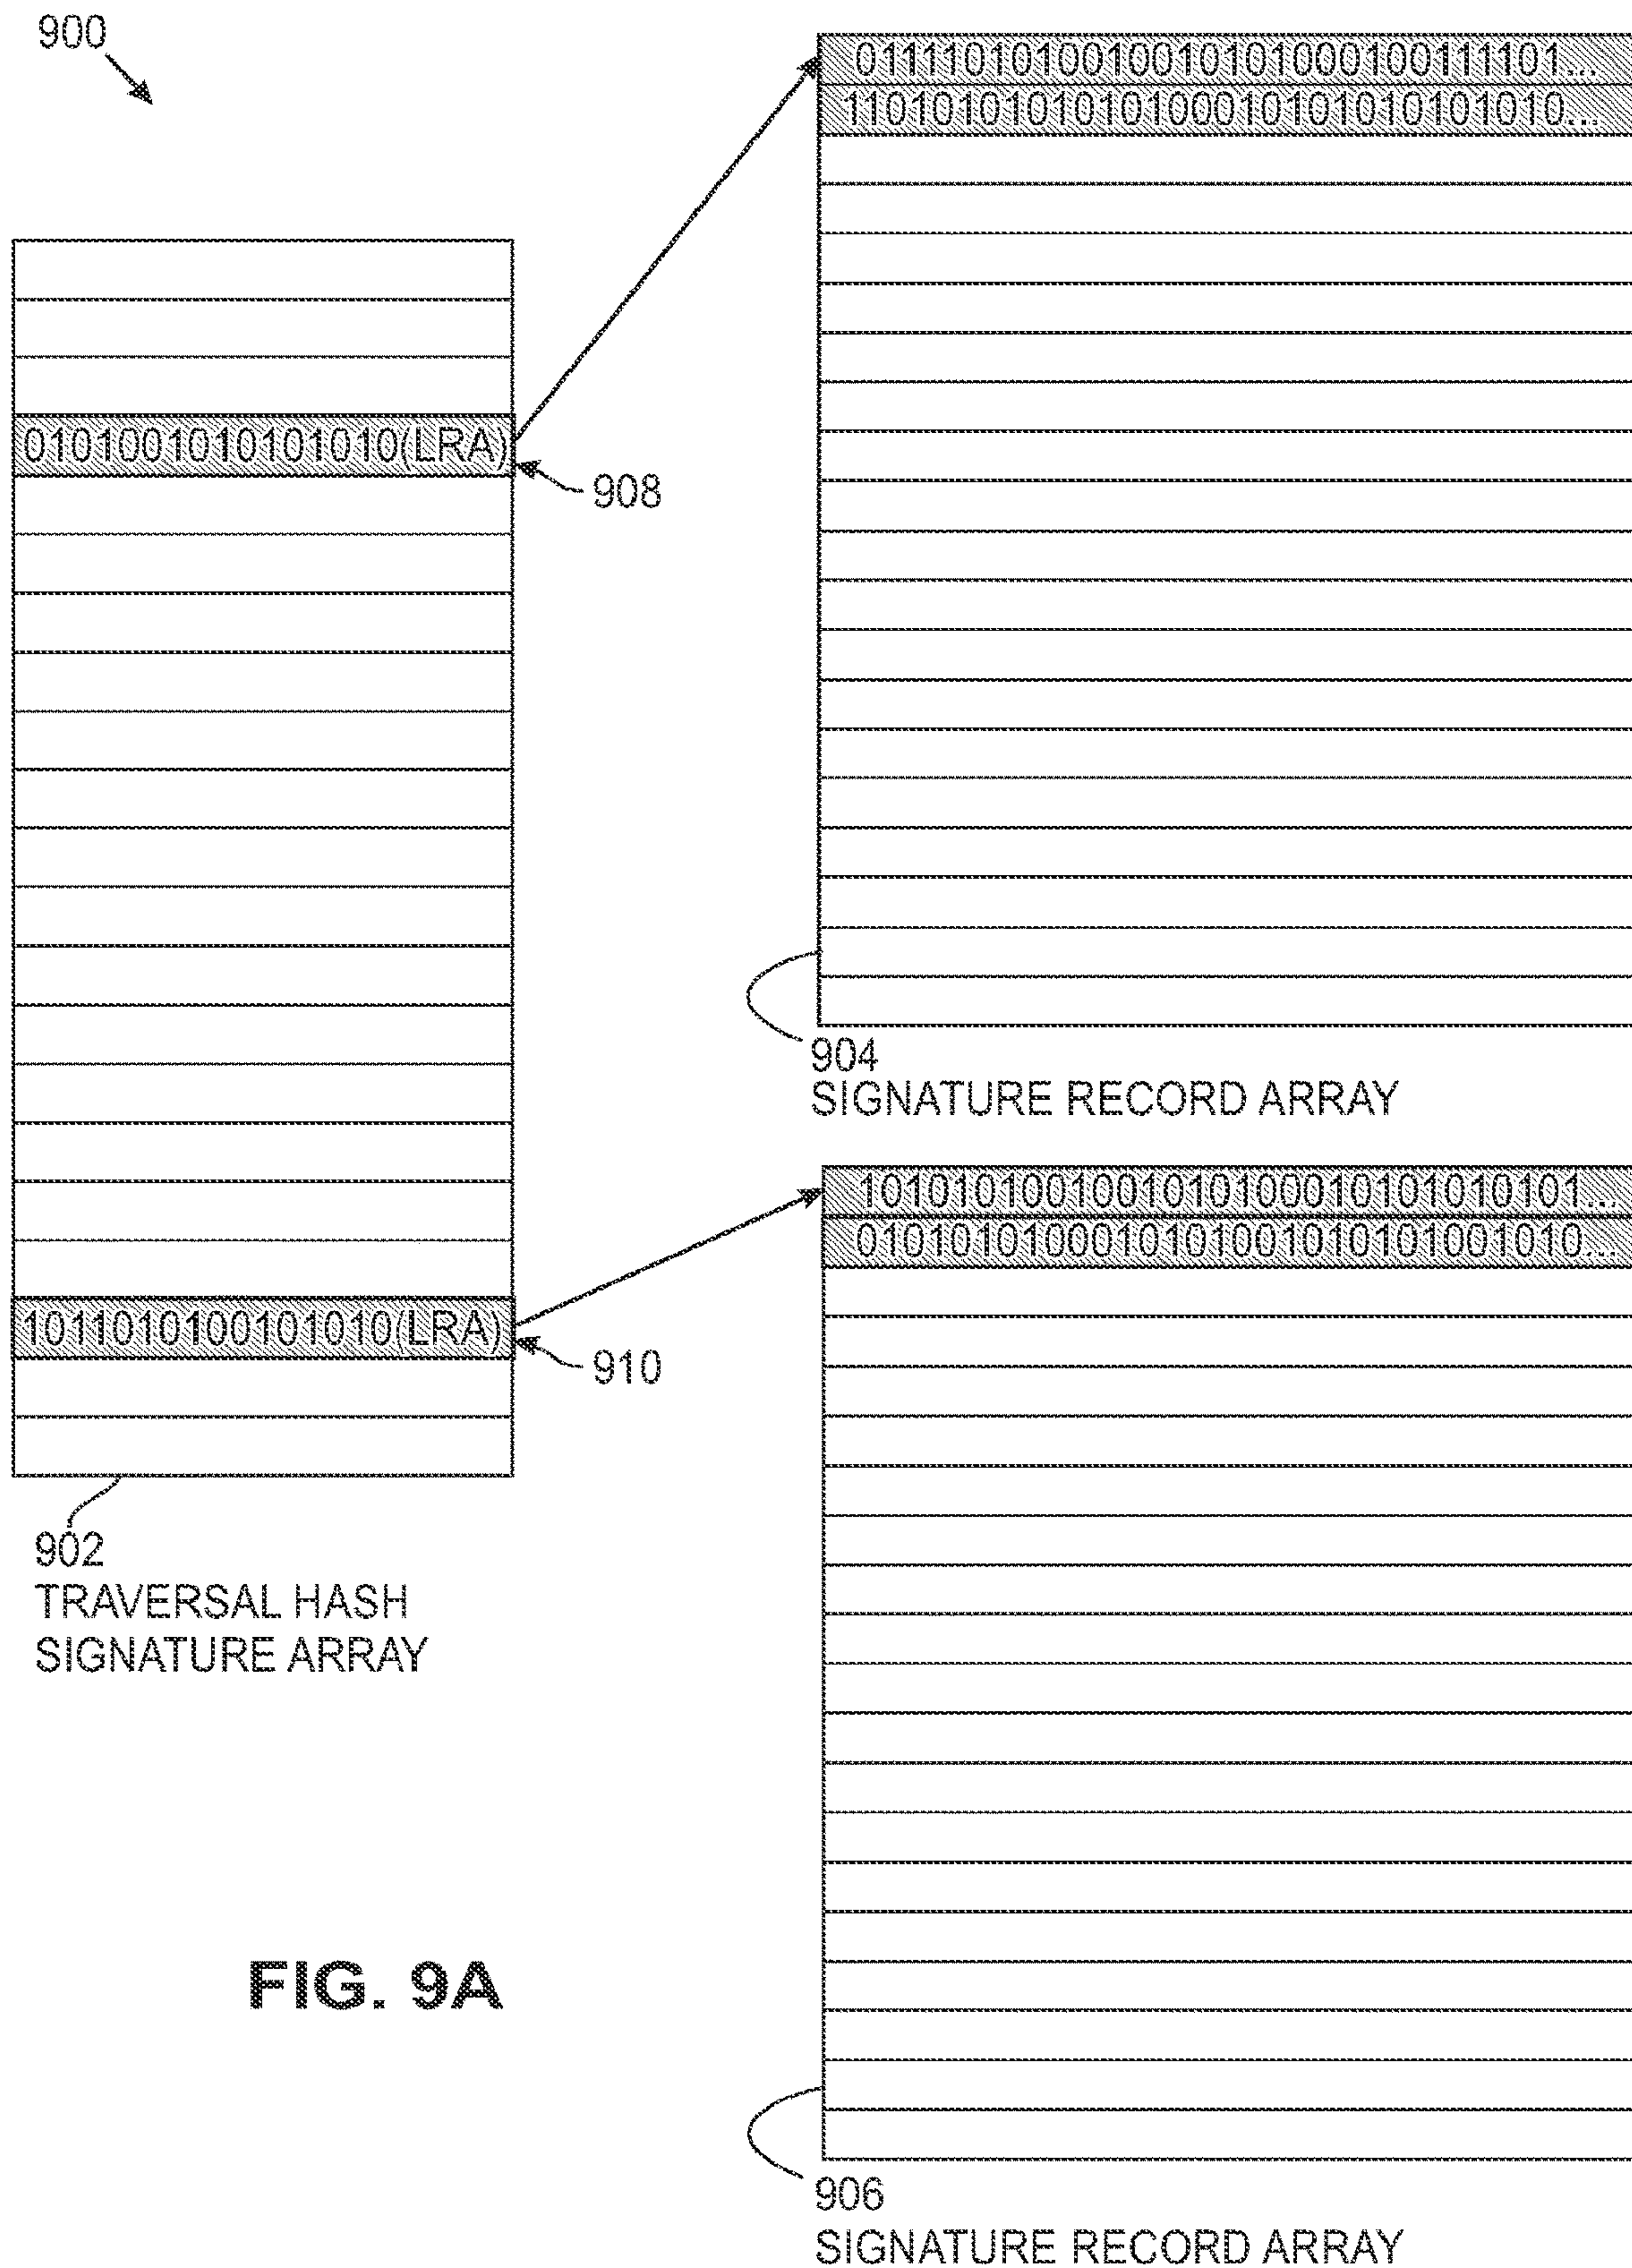 900
0111101010010010101000100111101...
1101010101010100010101010101010...
0101001010101010(LRA)
908
904
SIGNATURE RECORD ARRAY
1010101001001010100010101010101...
0101010100010101001010101001010...
1011010100101010(LRA)
910
902
TRAVERSAL HASH
SIGNATURE ARRAY
FIG. 9A
906
SIGNATURE RECORD ARRAY